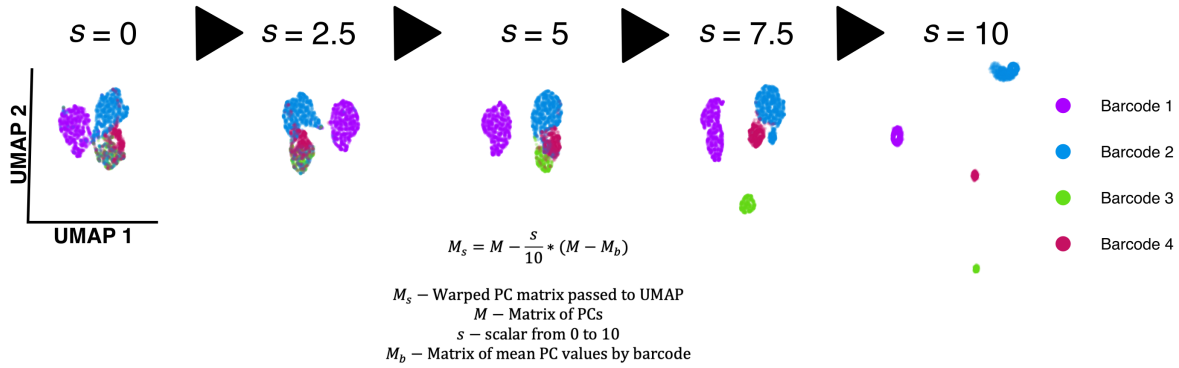 s = 0
s = 2.5
s = 5
s = 7.5
s = 10
UMAP 2
UMAP 1
Barcode 1
Barcode 2
Barcode 3
Barcode 4
M_s = M − s/10 * (M − M_b)
M_s − Warped PC matrix passed to UMAP
M − Matrix of PCs
s − scalar from 0 to 10
M_b − Matrix of mean PC values by barcode